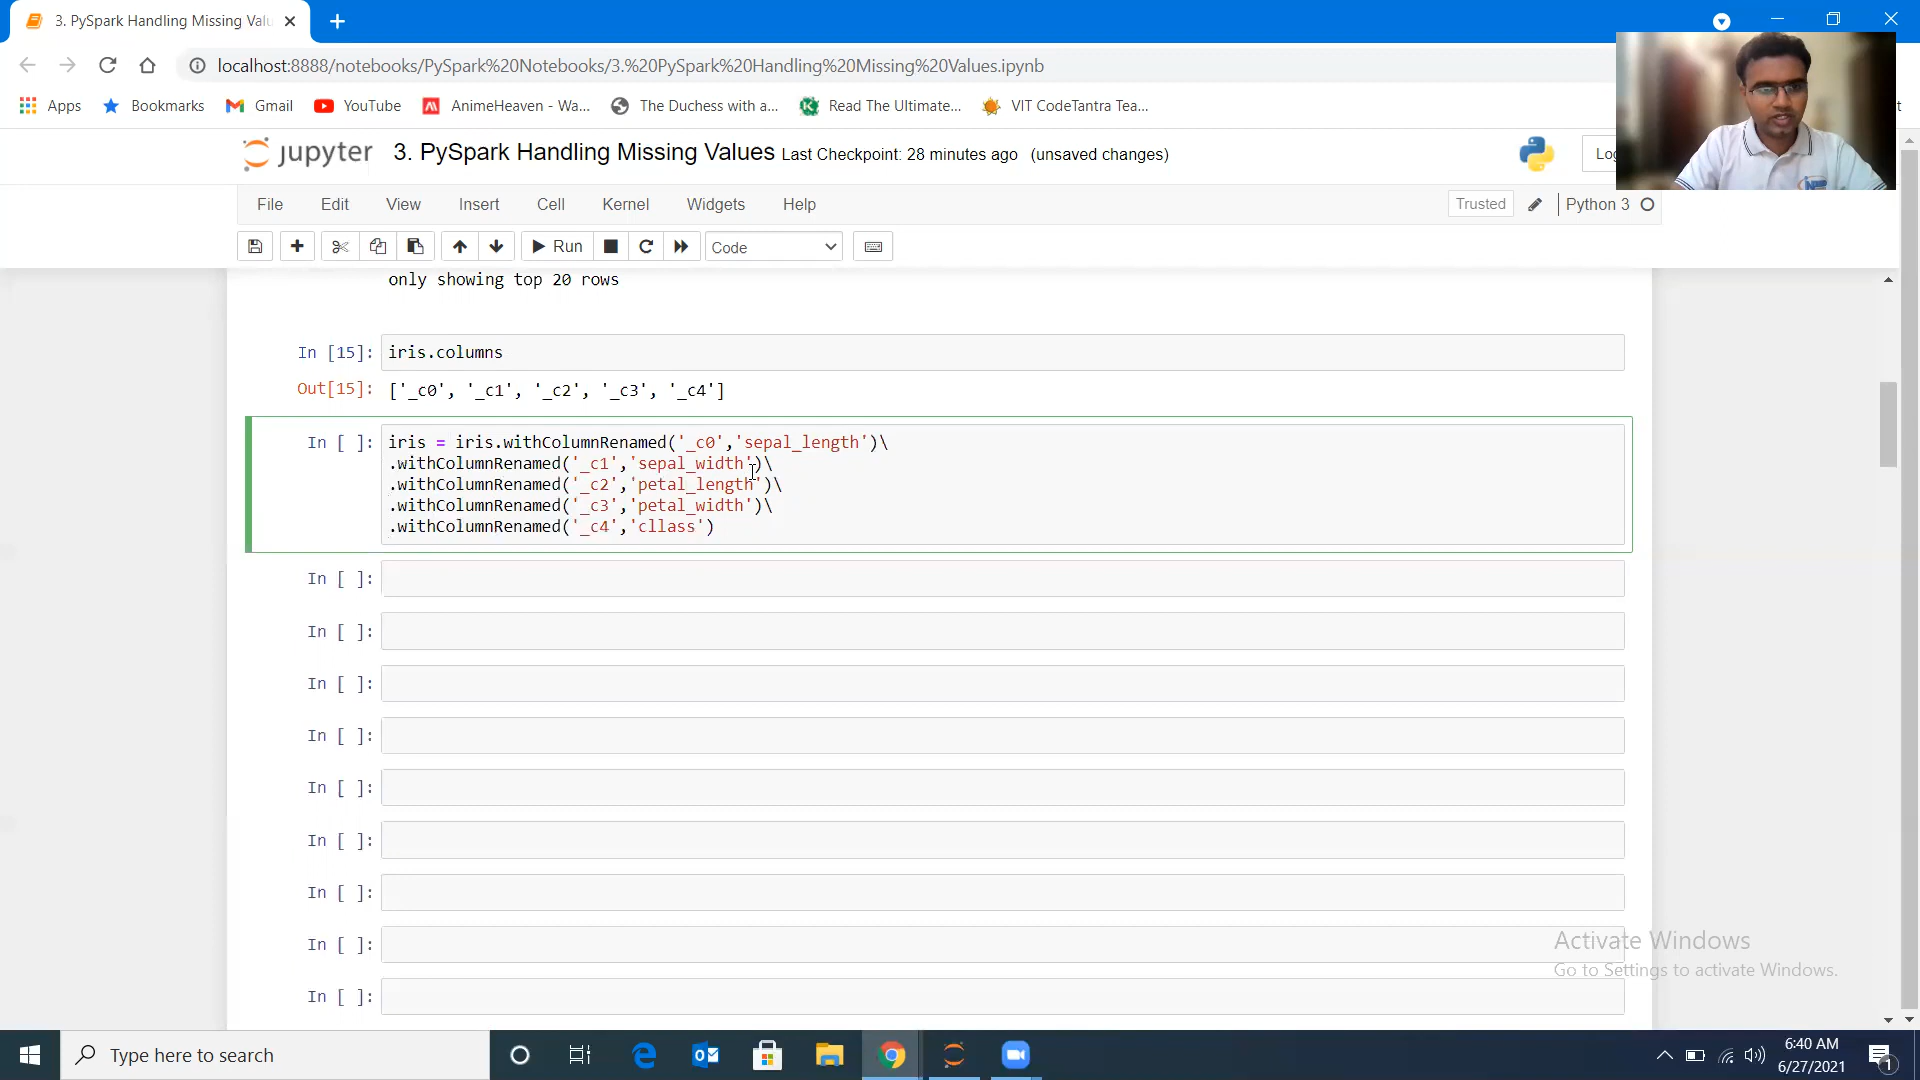 3. PySpark Handling Missing Valu
localhost:8888/notebooks/PySpark%20Notebooks/3.%20PySpark%20Handling%20Missing%20Values.ipynb
Apps Bookmarks Gmail YouTube AnimeHeaven - Wa... The Duchess with a... Read The Ultimate... VIT CodeTantra Tea...
jupyter 3. PySpark Handling Missing Values Last Checkpoint: 28 minutes ago (unsaved changes)
File Edit View Insert Cell Kernel Widgets Help Trusted Python 3
Run Code
only showing top 20 rows
In [15]: iris.columns
Out[15]: ['_c0', '_c1', '_c2', '_c3', '_c4']
In [ ]: iris = iris.withColumnRenamed('_c0','sepal_length')\
.withColumnRenamed('_c1','sepal_width')\
.withColumnRenamed('_c2','petal_length')\
.withColumnRenamed('_c3','petal_width')\
.withColumnRenamed('_c4','cllass')
In [ ]:
In [ ]:
In [ ]:
In [ ]:
In [ ]:
In [ ]:
In [ ]:
In [ ]:
In [ ]:
Activate Windows
Go to Settings to activate Windows.
Type here to search
6:40 AM
6/27/2021
1